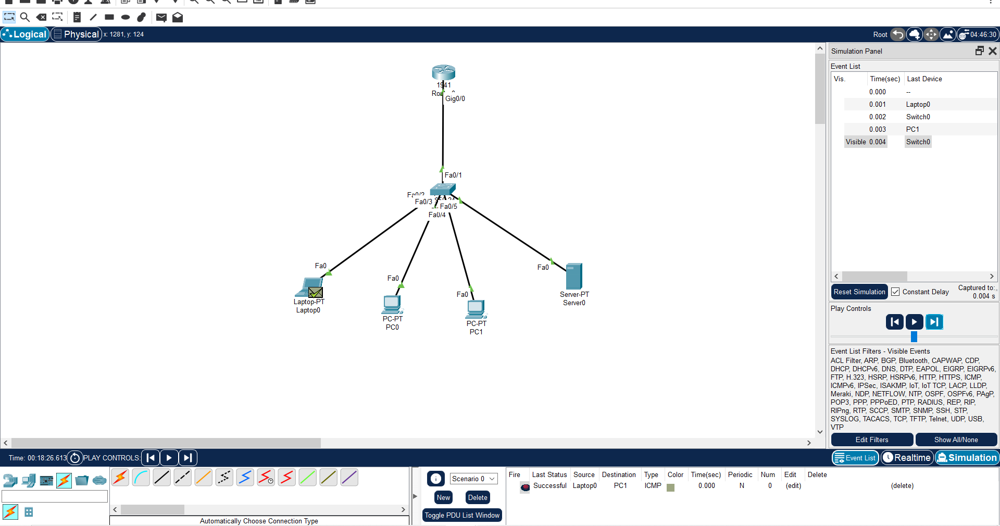 Logical Physical x: 1281, y: 124 Root 04:46:30
1941
Gig0/0
Fa0/1
Fa0/3
Fa0/5
Fa0/4
Fa0
Laptop-PT
Laptop0
Fa0
PC-PT
PC0
Fa0
PC-PT
PC1
Fa0
Server-PT
Server0
Simulation Panel
Event List
Vis. Time(sec) Last Device
0.000 --
0.001 Laptop0
0.002 Switch0
0.003 PC1
Visible 0.004 Switch0
Reset Simulation Constant Delay Captured to:
0.004 s
Play Controls
Event List Filters - Visible Events
ACL Filter, ARP, BGP, Bluetooth, CAPWAP, CDP,
DHCP, DHCPv6, DNS, DTP, EAPOL, EIGRP, EIGRPv6,
FTP, H.323, HSRP, HSRPv6, HTTP, HTTPS, ICMP,
ICMPv6, IPSec, ISAKMP, IoT, IoT TCP, LACP, LLDP,
Meraki, NDP, NETFLOW, NTP, OSPF, OSPFv6, PAgP,
POP3, PPP, PPPoED, PTP, RADIUS, REP, RIP,
RIPng, RTP, SCCP, SMTP, SNMP, SSH, STP,
SYSLOG, TACACS, TCP, TFTP, Telnet, UDP, USB,
VTP
Edit Filters Show All/None
Time: 00:18:26.613 PLAY CONTROLS: Event List Realtime Simulation
Automatically Choose Connection Type
Scenario 0
New Delete
Toggle PDU List Window
Fire Last Status Source Destination Type Color Time(sec) Periodic Num Edit Delete
Successful Laptop0 PC1 ICMP 0.000 N 0 (edit) (delete)